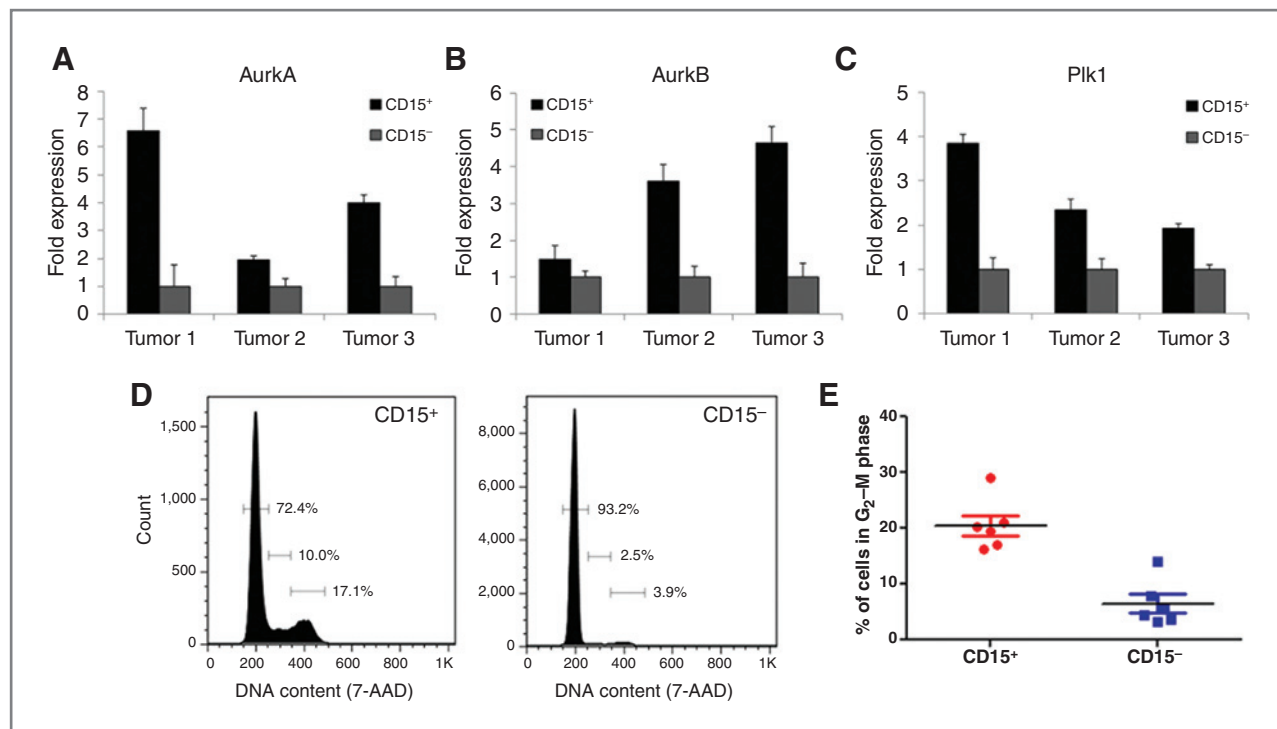 A
AurkA
Fold expression
8
7
6
5
4
3
2
1
0
CD15⁺
CD15⁻
Tumor 1 Tumor 2 Tumor 3
B
AurkB
Fold expression
6
5
4
3
2
1
0
CD15⁺
CD15⁻
Tumor 1 Tumor 2 Tumor 3
C
Plk1
Fold expression
5
4
3
2
1
0
CD15⁺
CD15⁻
Tumor 1 Tumor 2 Tumor 3
D
CD15⁺
Count
1,500
1,000
500
0
72.4%
10.0%
17.1%
0 200 400 600 800 1K
DNA content (7-AAD)
CD15⁻
8,000
6,000
4,000
2,000
0
93.2%
2.5%
3.9%
0 200 400 600 800 1K
DNA content (7-AAD)
E
% of cells in G₂–M phase
40
30
20
10
0
CD15⁺ CD15⁻